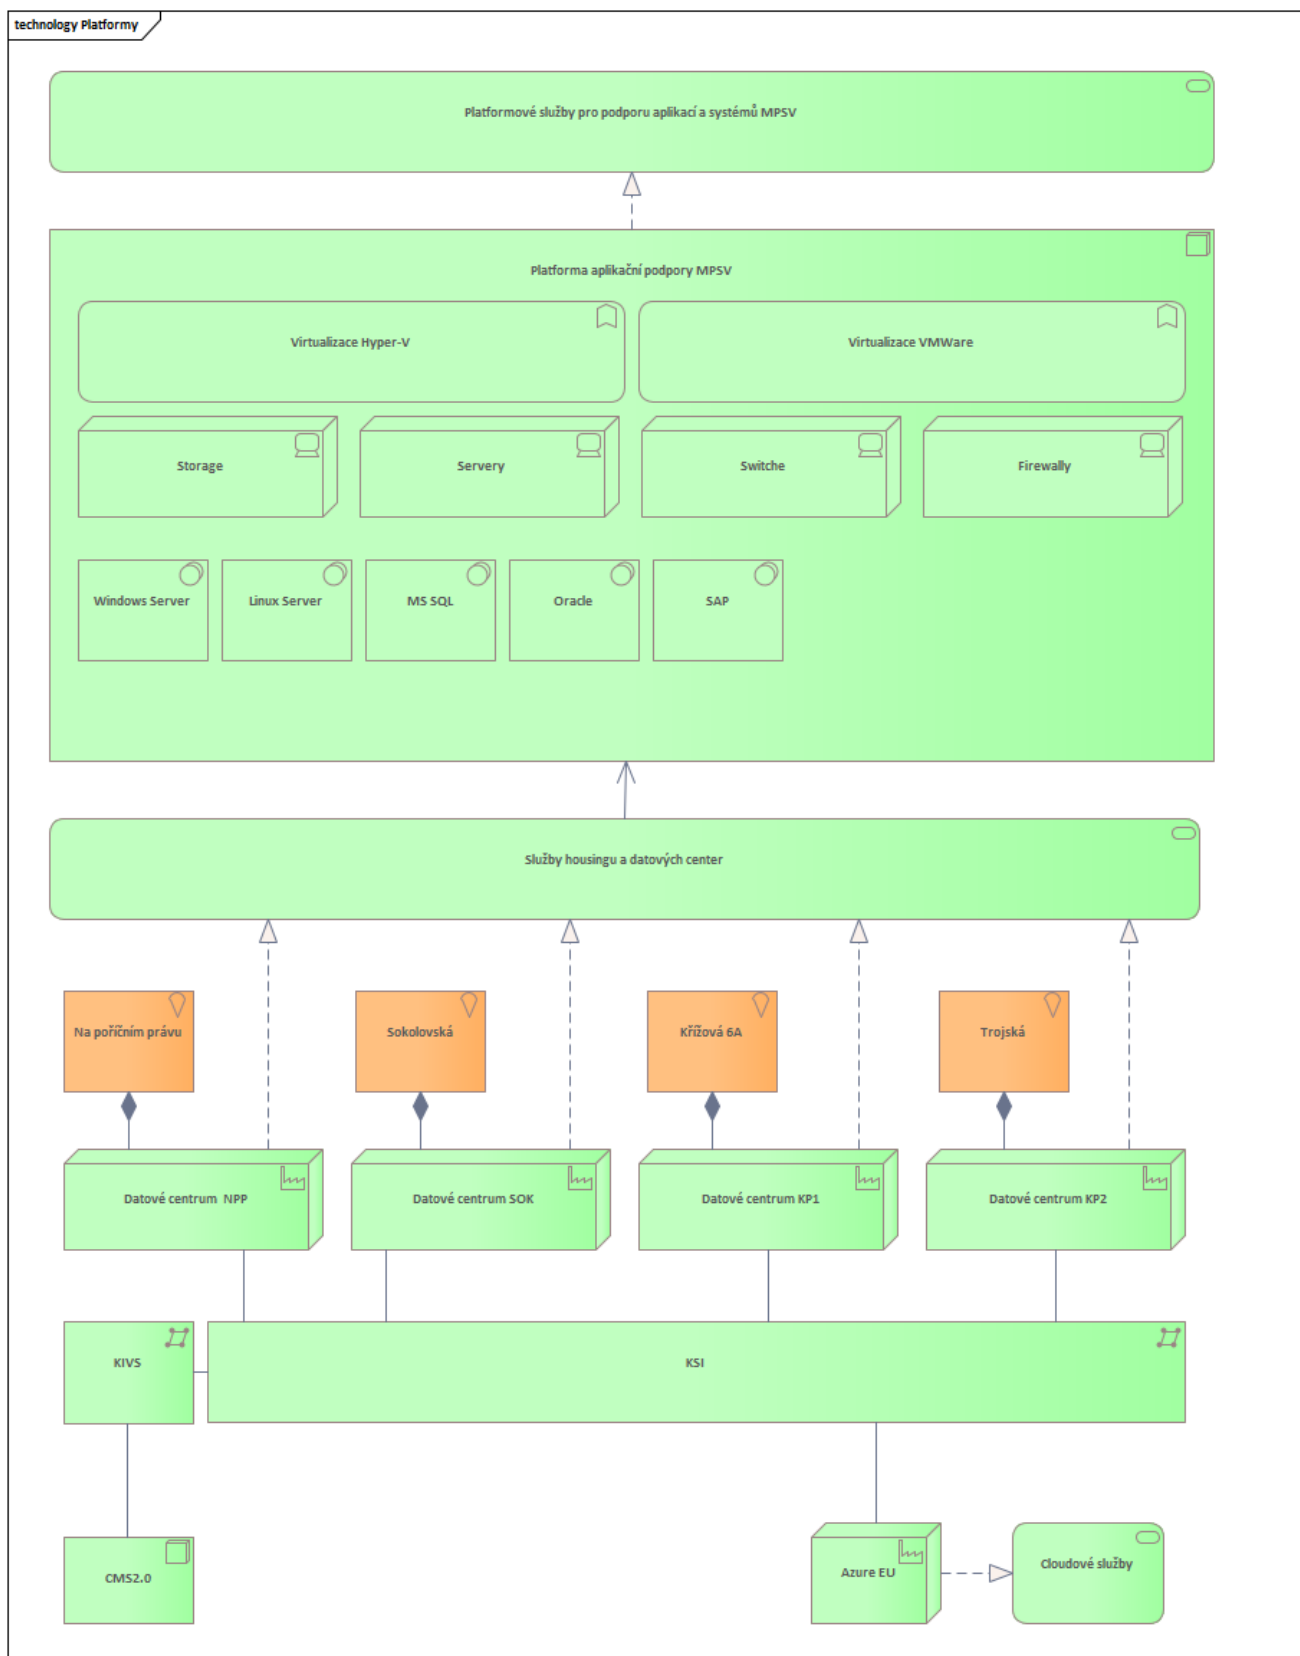 technology Platformy
Platformové služby pro podporu aplikací a systémů MPSV
Platforma aplikační podpory MPSV
Virtualizace Hyper-V
Virtualizace VMWare
Storage
Servery
Switche
Firewally
Windows Server
Linux Server
MS SQL
Oracle
SAP
Služby housingu a datových center
Na poříčním právu
Sokolovská
Křížová 6A
Trojská
Datové centrum  NPP
Datové centrum SOK
Datové centrum KP1
Datové centrum KP2
KIVS
KSI
CMS2.0
Azure EU
Cloudové služby